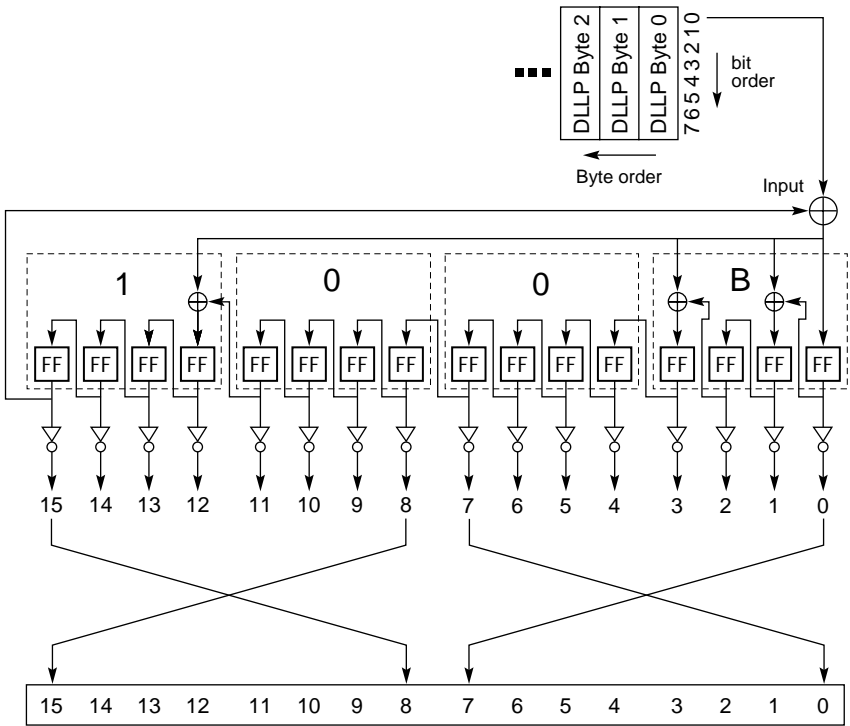 DLLP Byte 2
DLLP Byte 1
DLLP Byte 0
7 6 5 4 3 2 1 0
bit
order
Byte order
Input
1 0 0 B
FF FF FF FF FF FF FF FF FF FF FF FF FF FF FF FF
15 14 13 12 11 10 9 8 7 6 5 4 3 2 1 0
15 14 13 12 11 10 9 8 7 6 5 4 3 2 1 0